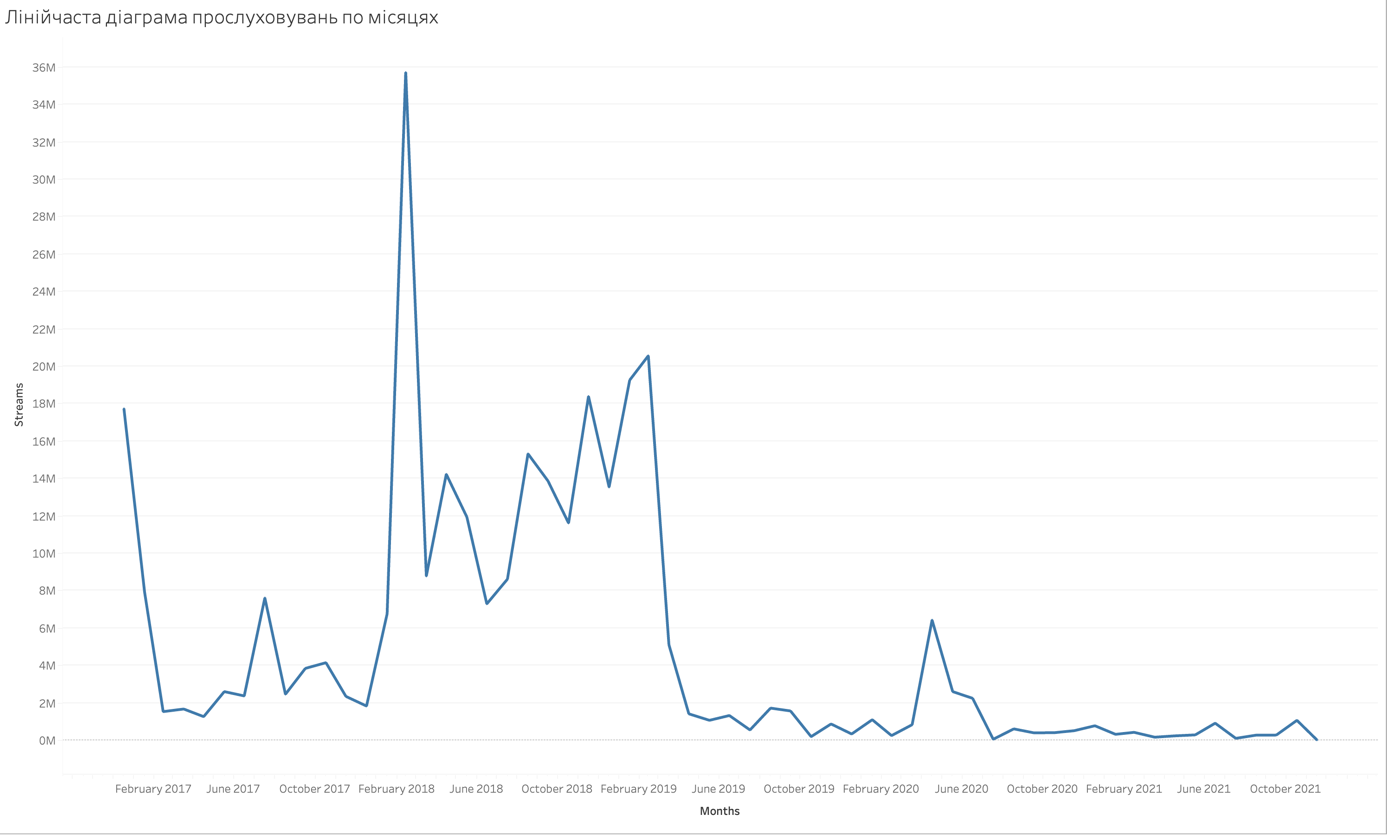 Лінійчаста діаграма прослуховувань по місяцях
36M
34M
32M
30M
28M
26M
24M
22M
20M
18M
16M
14M
12M
10M
8M
6M
4M
2M
0M
Streams
February 2017 June 2017 October 2017 February 2018 June 2018 October 2018 February 2019 June 2019 October 2019 February 2020 June 2020 October 2020 February 2021 June 2021 October 2021
Months